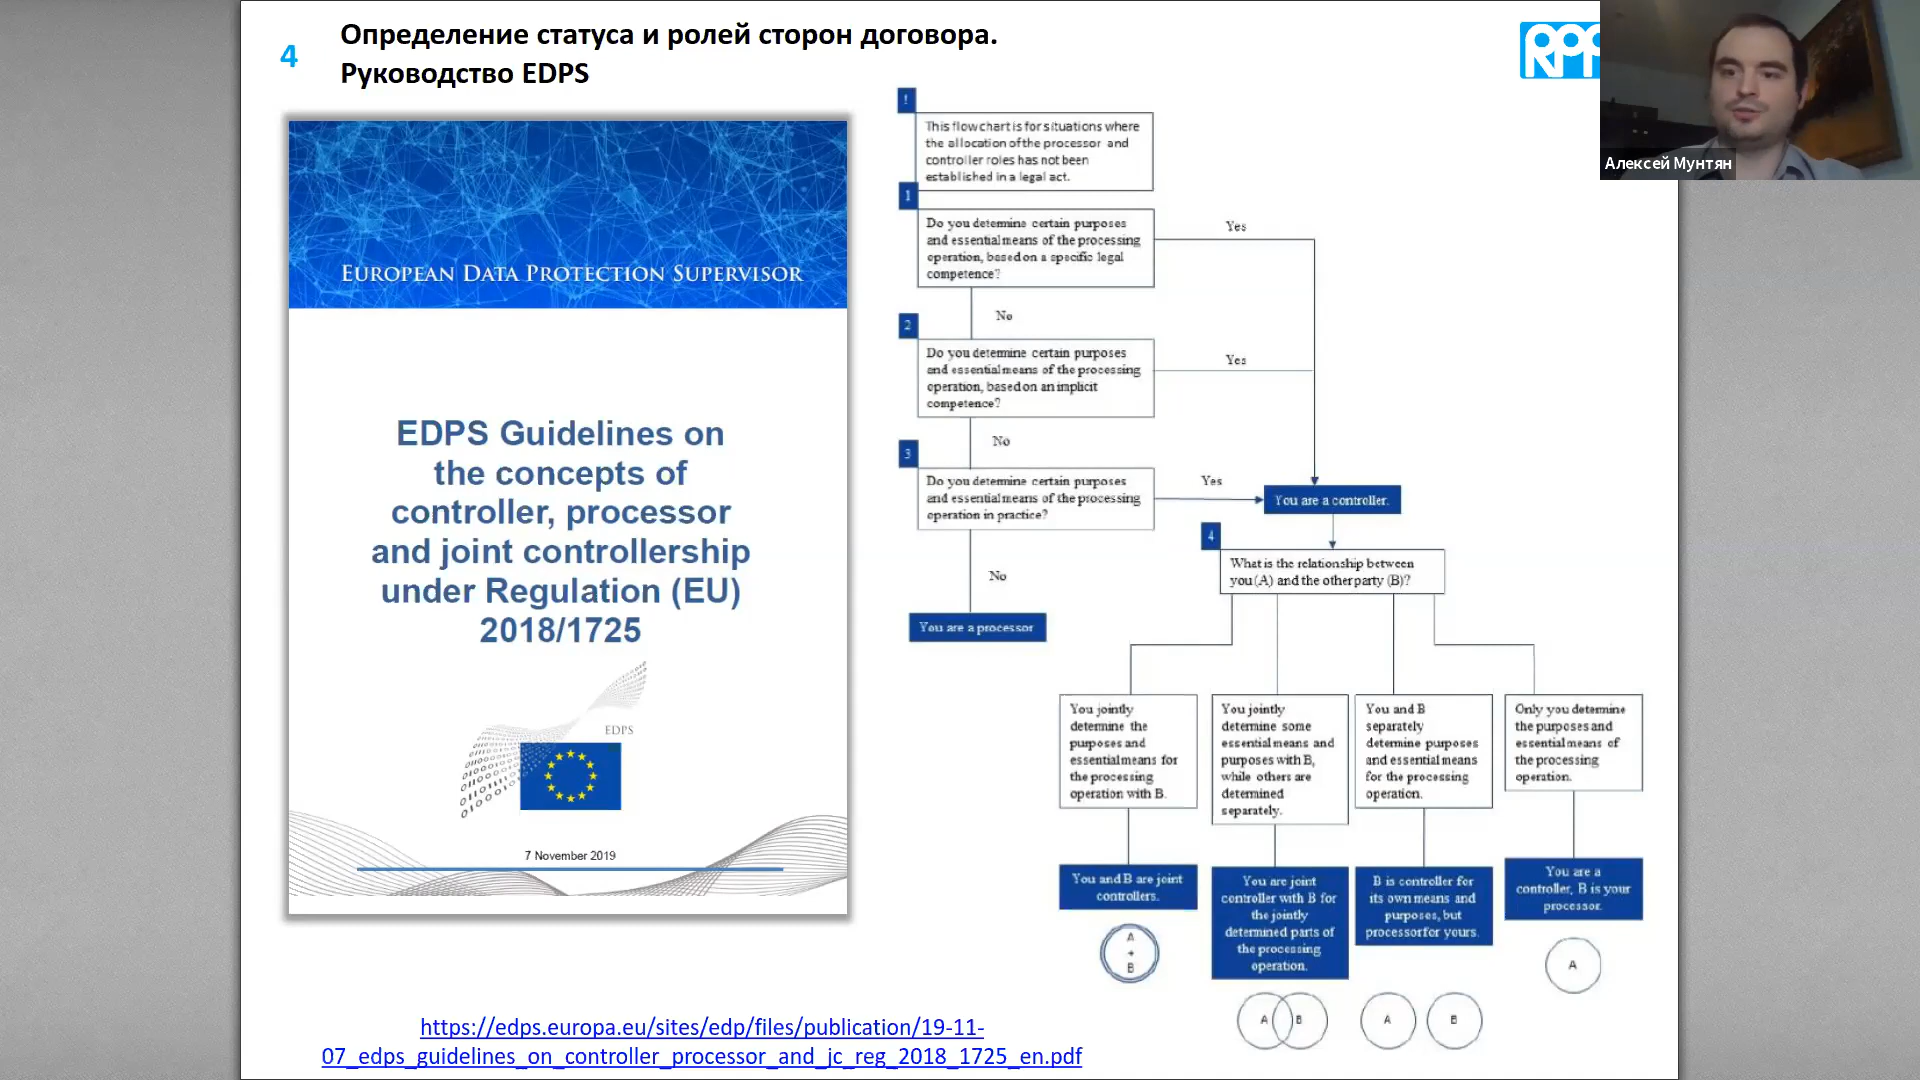 4
Определение статуса и ролей сторон договора.
Руководство EDPS
Алексей Мунтян
EUROPEAN DATA PROTECTION SUPERVISOR
EDPS Guidelines on
the concepts of
controller, processor
and joint controllership
under Regulation (EU)
2018/1725
EDPS
7 November 2019
https://edps.europa.eu/sites/edp/files/publication/19-11-
07_edps_guidelines_on_controller_processor_and_jc_reg_2018_1725_en.pdf
!
This flowchart is for situations where
the allocation of the processor and
controller roles has not been
established in a legal act.
1
Do you determine certain purposes
and essential means of the processing
operation, based on a specific legal
competence?
Yes
No
2
Do you determine certain purposes
and essential means of the processing
operation, based on an implicit
competence?
Yes
No
3
Do you determine certain purposes
and essential means of the processing
operation in practice?
Yes
You are a controller.
No
You are a processor
4
What is the relationship between
you (A) and the other party (B)?
You jointly
determine the
purposes and
essential means for
the processing
operation with B.
You and B are joint
controllers.
A
+
B
You jointly
determine some
essential means and
purposes with B,
while others are
determined
separately.
You are joint
controller with B for
the jointly
determined parts of
the processing
operation.
A B
You and B
separately
determine purposes
and essential means
for the processing
operation.
B is controller for
its own means and
purposes, but
processor for yours.
A B
Only you determine
the purposes and
essential means of
the processing
operation.
You are a
controller, B is your
processor.
A